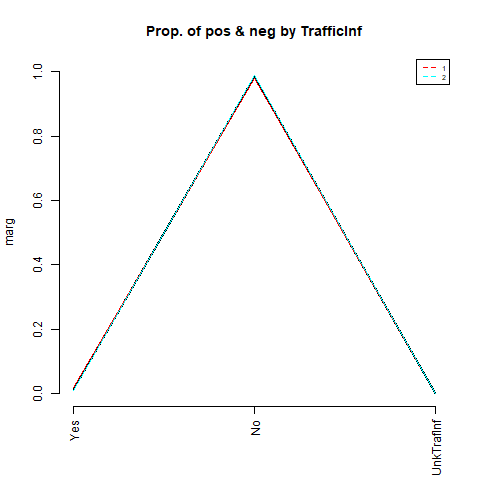 Prop. of pos & neg by TrafficInf
1
2
marg
1.0
0.8
0.6
0.4
0.2
0.0
Yes
No
UnkTrafInf